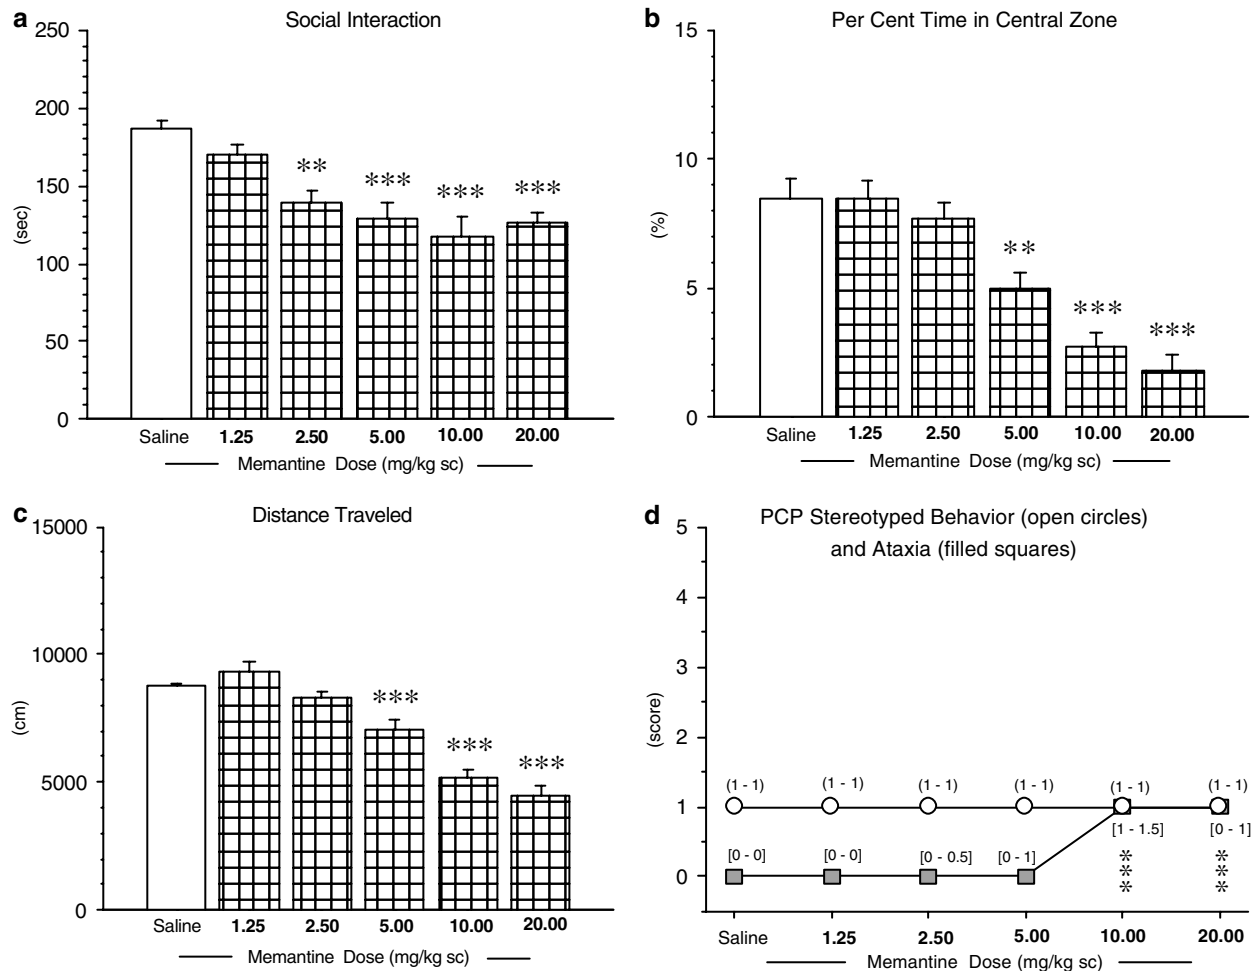 a Social Interaction
250
200
150
100
50
0
(sec)
**
***
***
***
Saline 1.25 2.50 5.00 10.00 20.00
Memantine Dose (mg/kg sc)
b Per Cent Time in Central Zone
15
10
5
0
(%)
**
***
***
Saline 1.25 2.50 5.00 10.00 20.00
Memantine Dose (mg/kg sc)
c Distance Traveled
15000
10000
5000
0
(cm)
***
***
***
Saline 1.25 2.50 5.00 10.00 20.00
Memantine Dose (mg/kg sc)
d PCP Stereotyped Behavior (open circles)
and Ataxia (filled squares)
5
4
3
2
1
0
(score)
(1 - 1) (1 - 1) (1 - 1) (1 - 1) (1 - 1) (1 - 1)
[0 - 0] [0 - 0] [0 - 0.5] [0 - 1] [1 - 1.5] [0 - 1]
*** ***
Saline 1.25 2.50 5.00 10.00 20.00
Memantine Dose (mg/kg sc)